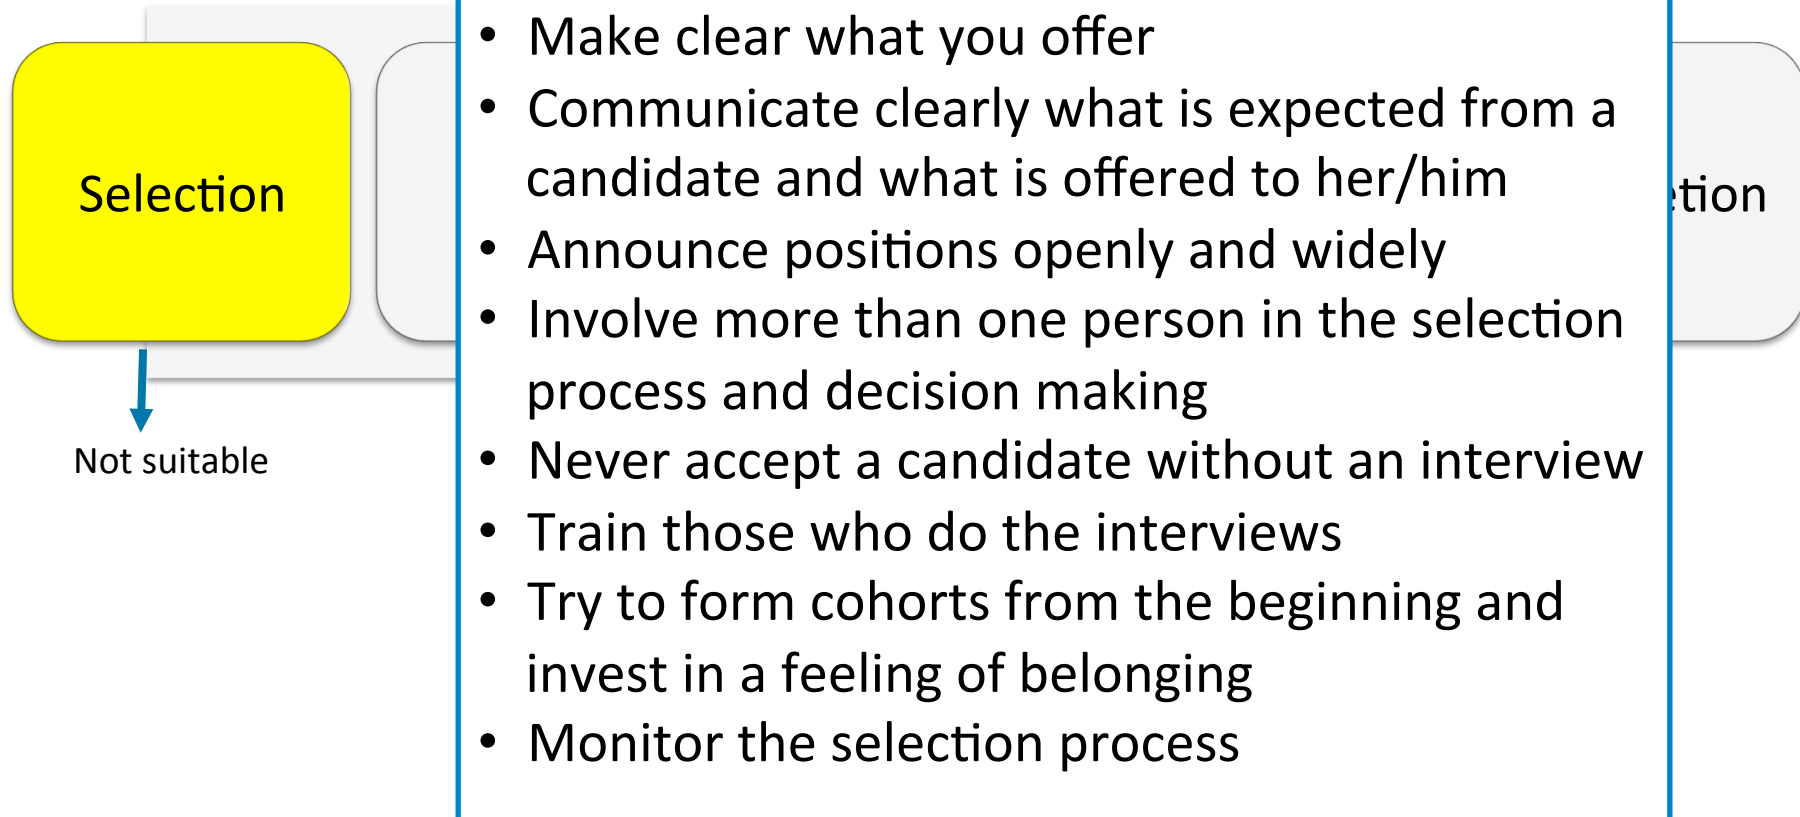 Selection
Not suitable
• Make clear what you offer
• Communicate clearly what is expected from a
candidate and what is offered to her/him
• Announce positions openly and widely
• Involve more than one person in the selection
process and decision making
• Never accept a candidate without an interview
• Train those who do the interviews
• Try to form cohorts from the beginning and
invest in a feeling of belonging
• Monitor the selection process